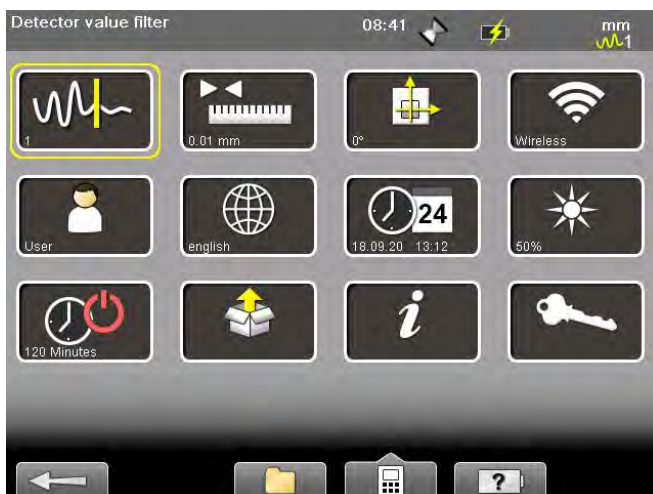 Detector value filter
08:41
mm
1
1
0.01 mm
0°
Wireless
User
english
24
18.09.20 13:12
50%
120 Minutes
i
?